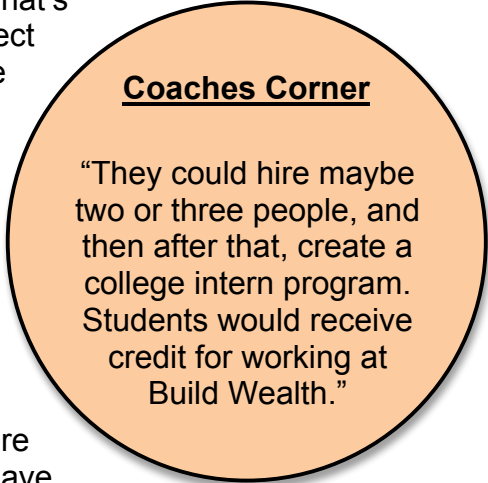 ect
Coaches Corner
“They could hire maybe
two or three people, and
then after that, create a
college intern program.
Students would receive
credit for working at
Build Wealth.”